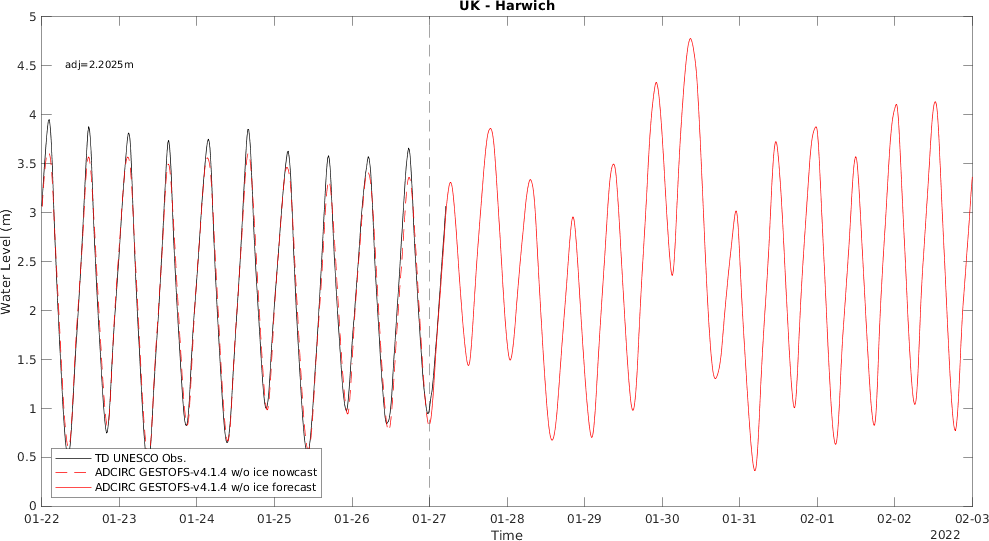 UK - Harwich
adj=2.2025m
Water Level (m)
5
4.5
4
3.5
3
2.5
2
1.5
1
0.5
0
TD UNESCO Obs.
ADCIRC GESTOFS-v4.1.4 w/o ice nowcast
ADCIRC GESTOFS-v4.1.4 w/o ice forecast
01-22 01-23 01-24 01-25 01-26 01-27 01-28 01-29 01-30 01-31 02-01 02-02 02-03
Time
2022